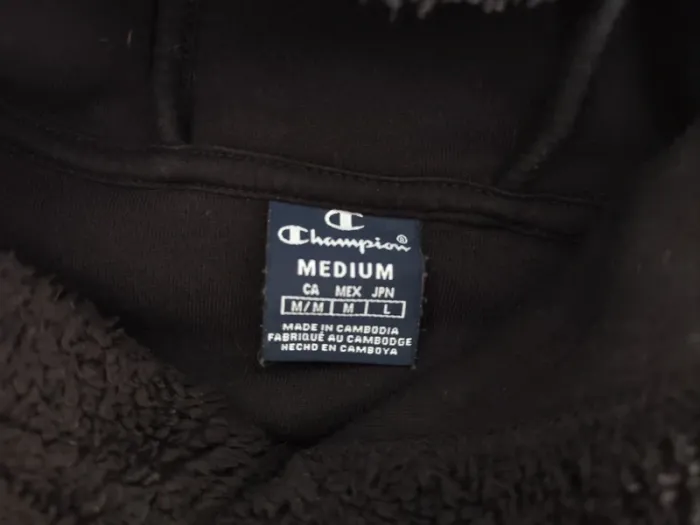 Champion®
MEDIUM
CA MEX JPN
M/M M L
MADE IN CAMBODIA
FABRIQUÉ AU CAMBODGE
HECHO EN CAMBOYA